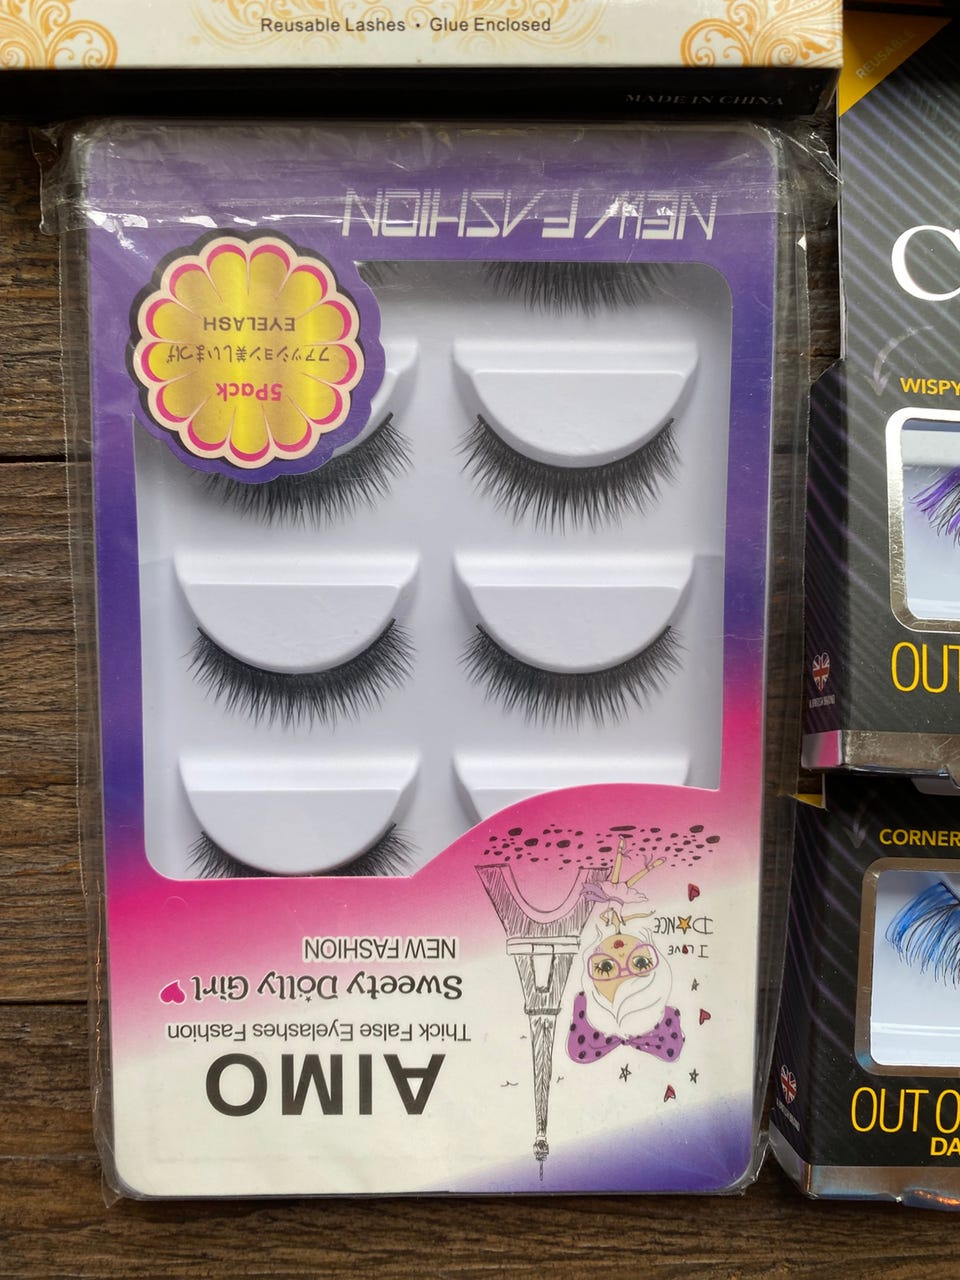 Reusable Lashes • Glue Enclosed
MADE IN CHINA
AIMO
Thick False Eyelashes Fashion
Sweety Dolly Girl
NEW FASHION
I LOVE
DANCE
5Pack
ファッション美しいまつげ
EYELASH
NEW FASHION
REUSABLE
C
WISPY
OUT
CORNER
OUT O
DA